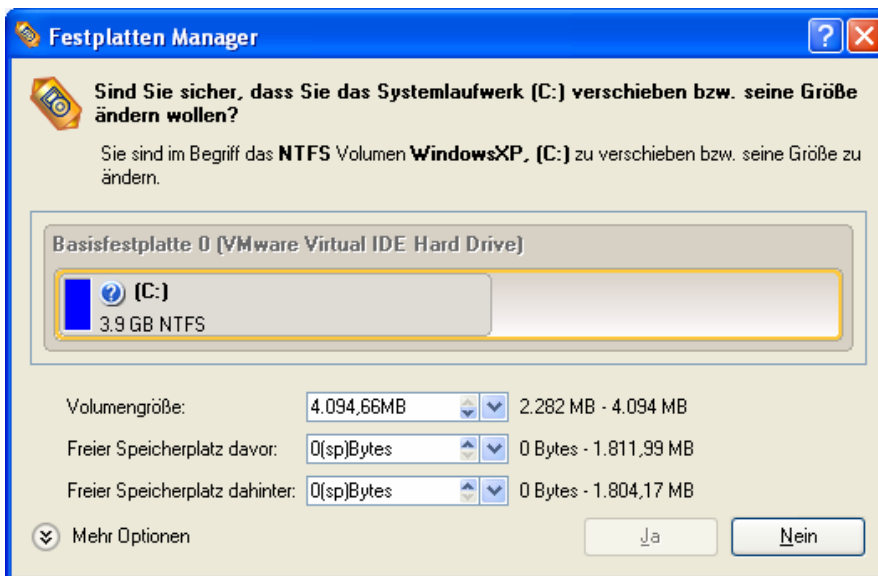 Festplatten Manager
Sind Sie sicher, dass Sie das Systemlaufwerk (C:) verschieben bzw. seine Größe
ändern wollen?
Sie sind im Begriff das NTFS Volumen WindowsXP, (C:) zu verschieben bzw. seine Größe zu
ändern.
Basisfestplatte 0 (VMware Virtual IDE Hard Drive)
(C:)
3.9 GB NTFS
Volumengröße: 4.094,66MB 2.282 MB - 4.094 MB
Freier Speicherplatz davor: 0(sp)Bytes 0 Bytes - 1.811,99 MB
Freier Speicherplatz dahinter: 0(sp)Bytes 0 Bytes - 1.804,17 MB
Mehr Optionen Ja Nein